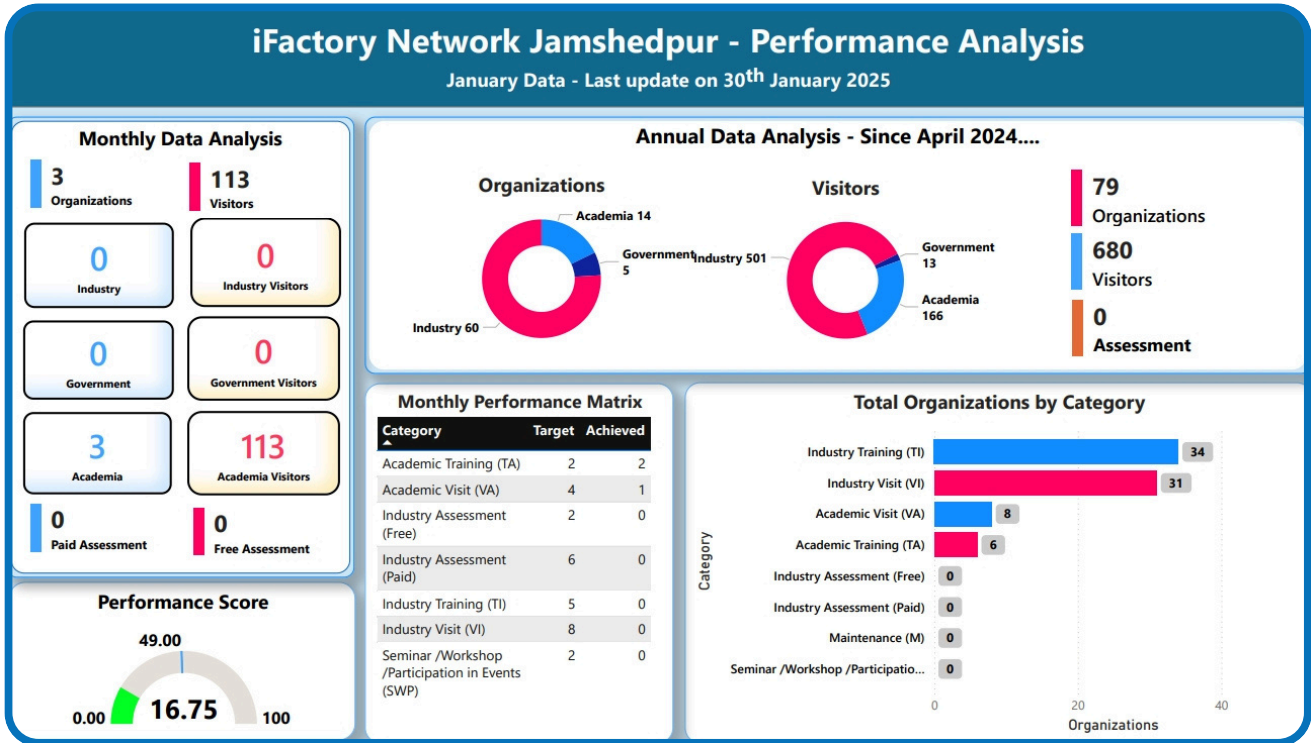 iFactory Network Jamshedpur - Performance Analysis
January Data - Last update on 30th January 2025
Monthly Data Analysis
3
Organizations
113
Visitors
0
Industry
0
Industry Visitors
0
Government
0
Government Visitors
3
Academia
113
Academia Visitors
0
Paid Assessment
0
Free Assessment
Performance Score
49.00
0.00
16.75
100
Annual Data Analysis - Since April 2024....
Organizations
Academia 14
Government
5
Industry 60
Visitors
Industry 501
Government
13
Academia
166
79
Organizations
680
Visitors
0
Assessment
Monthly Performance Matrix
Category Target Achieved
Academic Training (TA) 2 2
Academic Visit (VA) 4 1
Industry Assessment
(Free) 2 0
Industry Assessment
(Paid) 6 0
Industry Training (TI) 5 0
Industry Visit (VI) 8 0
Seminar /Workshop 2 0
/Participation in Events
(SWP)
Total Organizations by Category
Category
Industry Training (TI) 34
Industry Visit (VI) 31
Academic Visit (VA) 8
Academic Training (TA) 6
Industry Assessment (Free) 0
Industry Assessment (Paid) 0
Maintenance (M) 0
Seminar /Workshop /Participatio... 0
0 20 40
Organizations